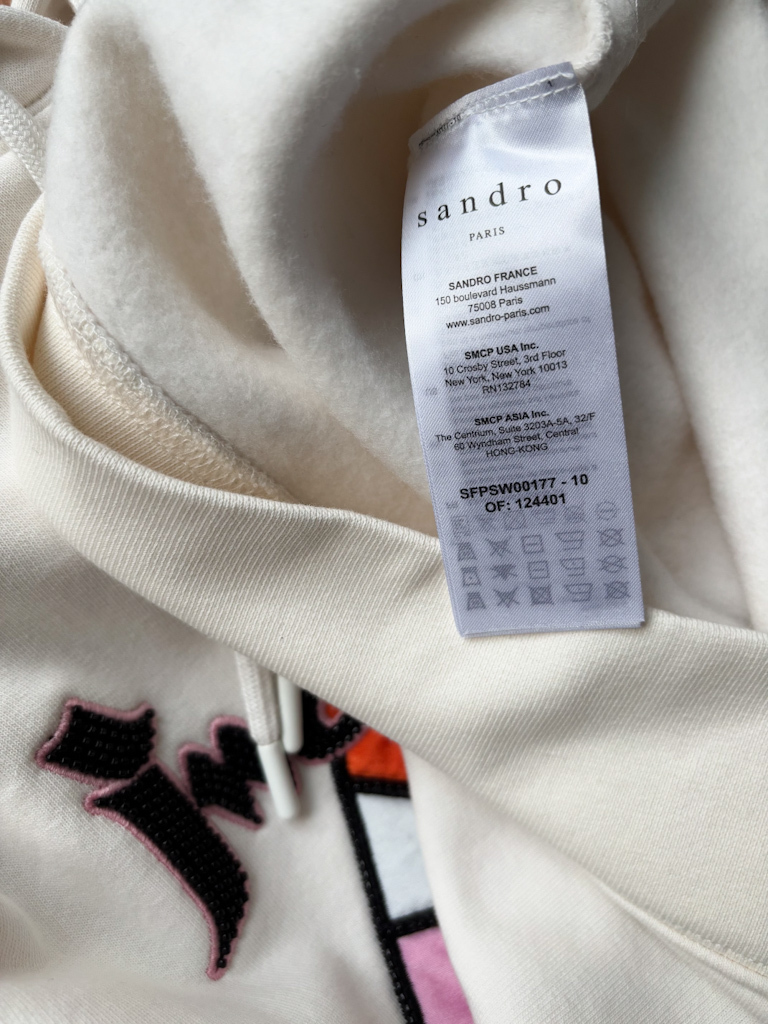 sandro
PARIS
SANDRO FRANCE
150 boulevard Haussmann
75008 Paris
www.sandro-paris.com
SMCP USA Inc.
10 Crosby Street, 3rd Floor
New York, New York 10013
RN132784
SMCP ASIA Inc.
The Centrium, Suite 3203A-5A, 32/F
60 Wyndham Street, Central
HONG-KONG
SFPSW00177 - 10
OF: 124401